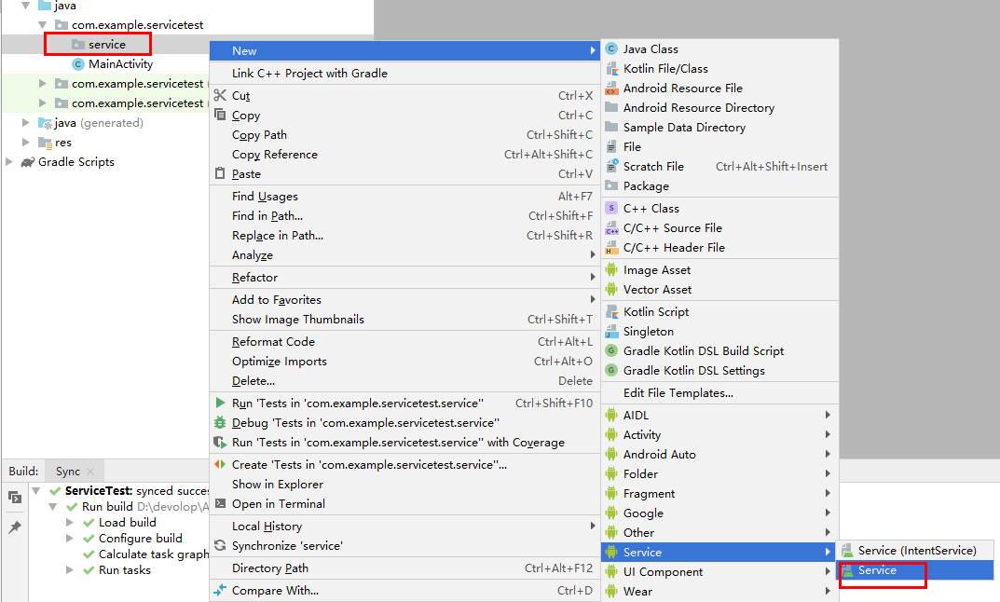 java
com.example.servicetest
service
MainActivity
com.example.servicetest
com.example.servicetest
java (generated)
res
Gradle Scripts
New
Link C++ Project with Gradle
Cut Ctrl+X
Copy Ctrl+C
Copy Path Ctrl+Shift+C
Copy Reference Ctrl+Alt+Shift+C
Paste Ctrl+V
Find Usages Alt+F7
Find in Path... Ctrl+Shift+F
Replace in Path... Ctrl+Shift+R
Analyze
Refactor
Add to Favorites
Show Image Thumbnails Ctrl+Shift+T
Reformat Code Ctrl+Alt+L
Optimize Imports Ctrl+Alt+O
Delete... Delete
Run 'Tests in 'com.example.servicetest.service'' Ctrl+Shift+F10
Debug 'Tests in 'com.example.servicetest.service''
Run 'Tests in 'com.example.servicetest.service'' with Coverage
Create 'Tests in 'com.example.servicetest.service''...
Show in Explorer
Open in Terminal
Local History
Synchronize 'service'
Directory Path Ctrl+Alt+F12
Compare With... Ctrl+D
Java Class
Kotlin File/Class
Android Resource File
Android Resource Directory
Sample Data Directory
File
Scratch File Ctrl+Alt+Shift+Insert
Package
C++ Class
C/C++ Source File
C/C++ Header File
Image Asset
Vector Asset
Kotlin Script
Singleton
Gradle Kotlin DSL Build Script
Gradle Kotlin DSL Settings
Edit File Templates...
AIDL
Activity
Android Auto
Folder
Fragment
Google
Other
Service
UI Component
Wear
Service (IntentService)
Service
Build: Sync
ServiceTest: synced succes
Run build D:\devolop\A
Load build
Configure build
Calculate task graph
Run tasks